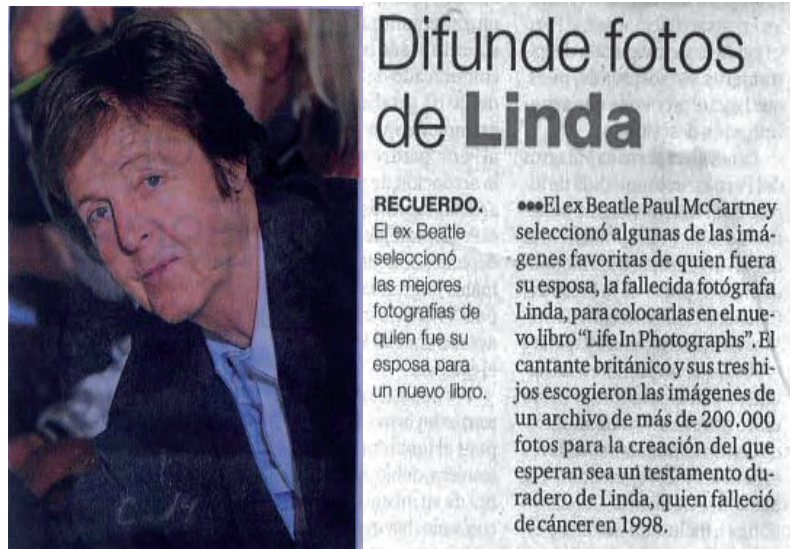 Difunde fotos
de Linda
RECUERDO.
El ex Beatle
seleccionó
las mejores
fotografías de
quien fue su
esposa para
un nuevo libro.
●●●El ex Beatle Paul McCartney
seleccionó algunas de las imá-
genes favoritas de quien fuera
su esposa, la fallecida fotógrafa
Linda, para colocarlas en el nue-
vo libro “Life In Photographs”. El
cantante británico y sus tres hi-
jos escogieron las imágenes de
un archivo de más de 200.000
fotos para la creación del que
esperan sea un testamento du-
radero de Linda, quien falleció
de cáncer en 1998.